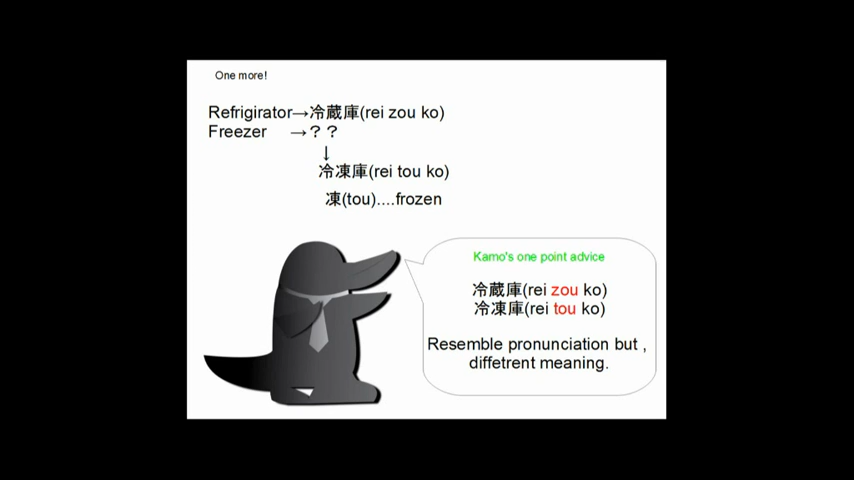 One more!
Refrigirator→冷蔵庫(rei zou ko)
Freezer →？？
↓
冷凍庫(rei tou ko)
凍(tou)....frozen
Kamo's one point advice
冷蔵庫(rei zou ko)
冷凍庫(rei tou ko)
Resemble pronunciation but ,
diffetrent meaning.